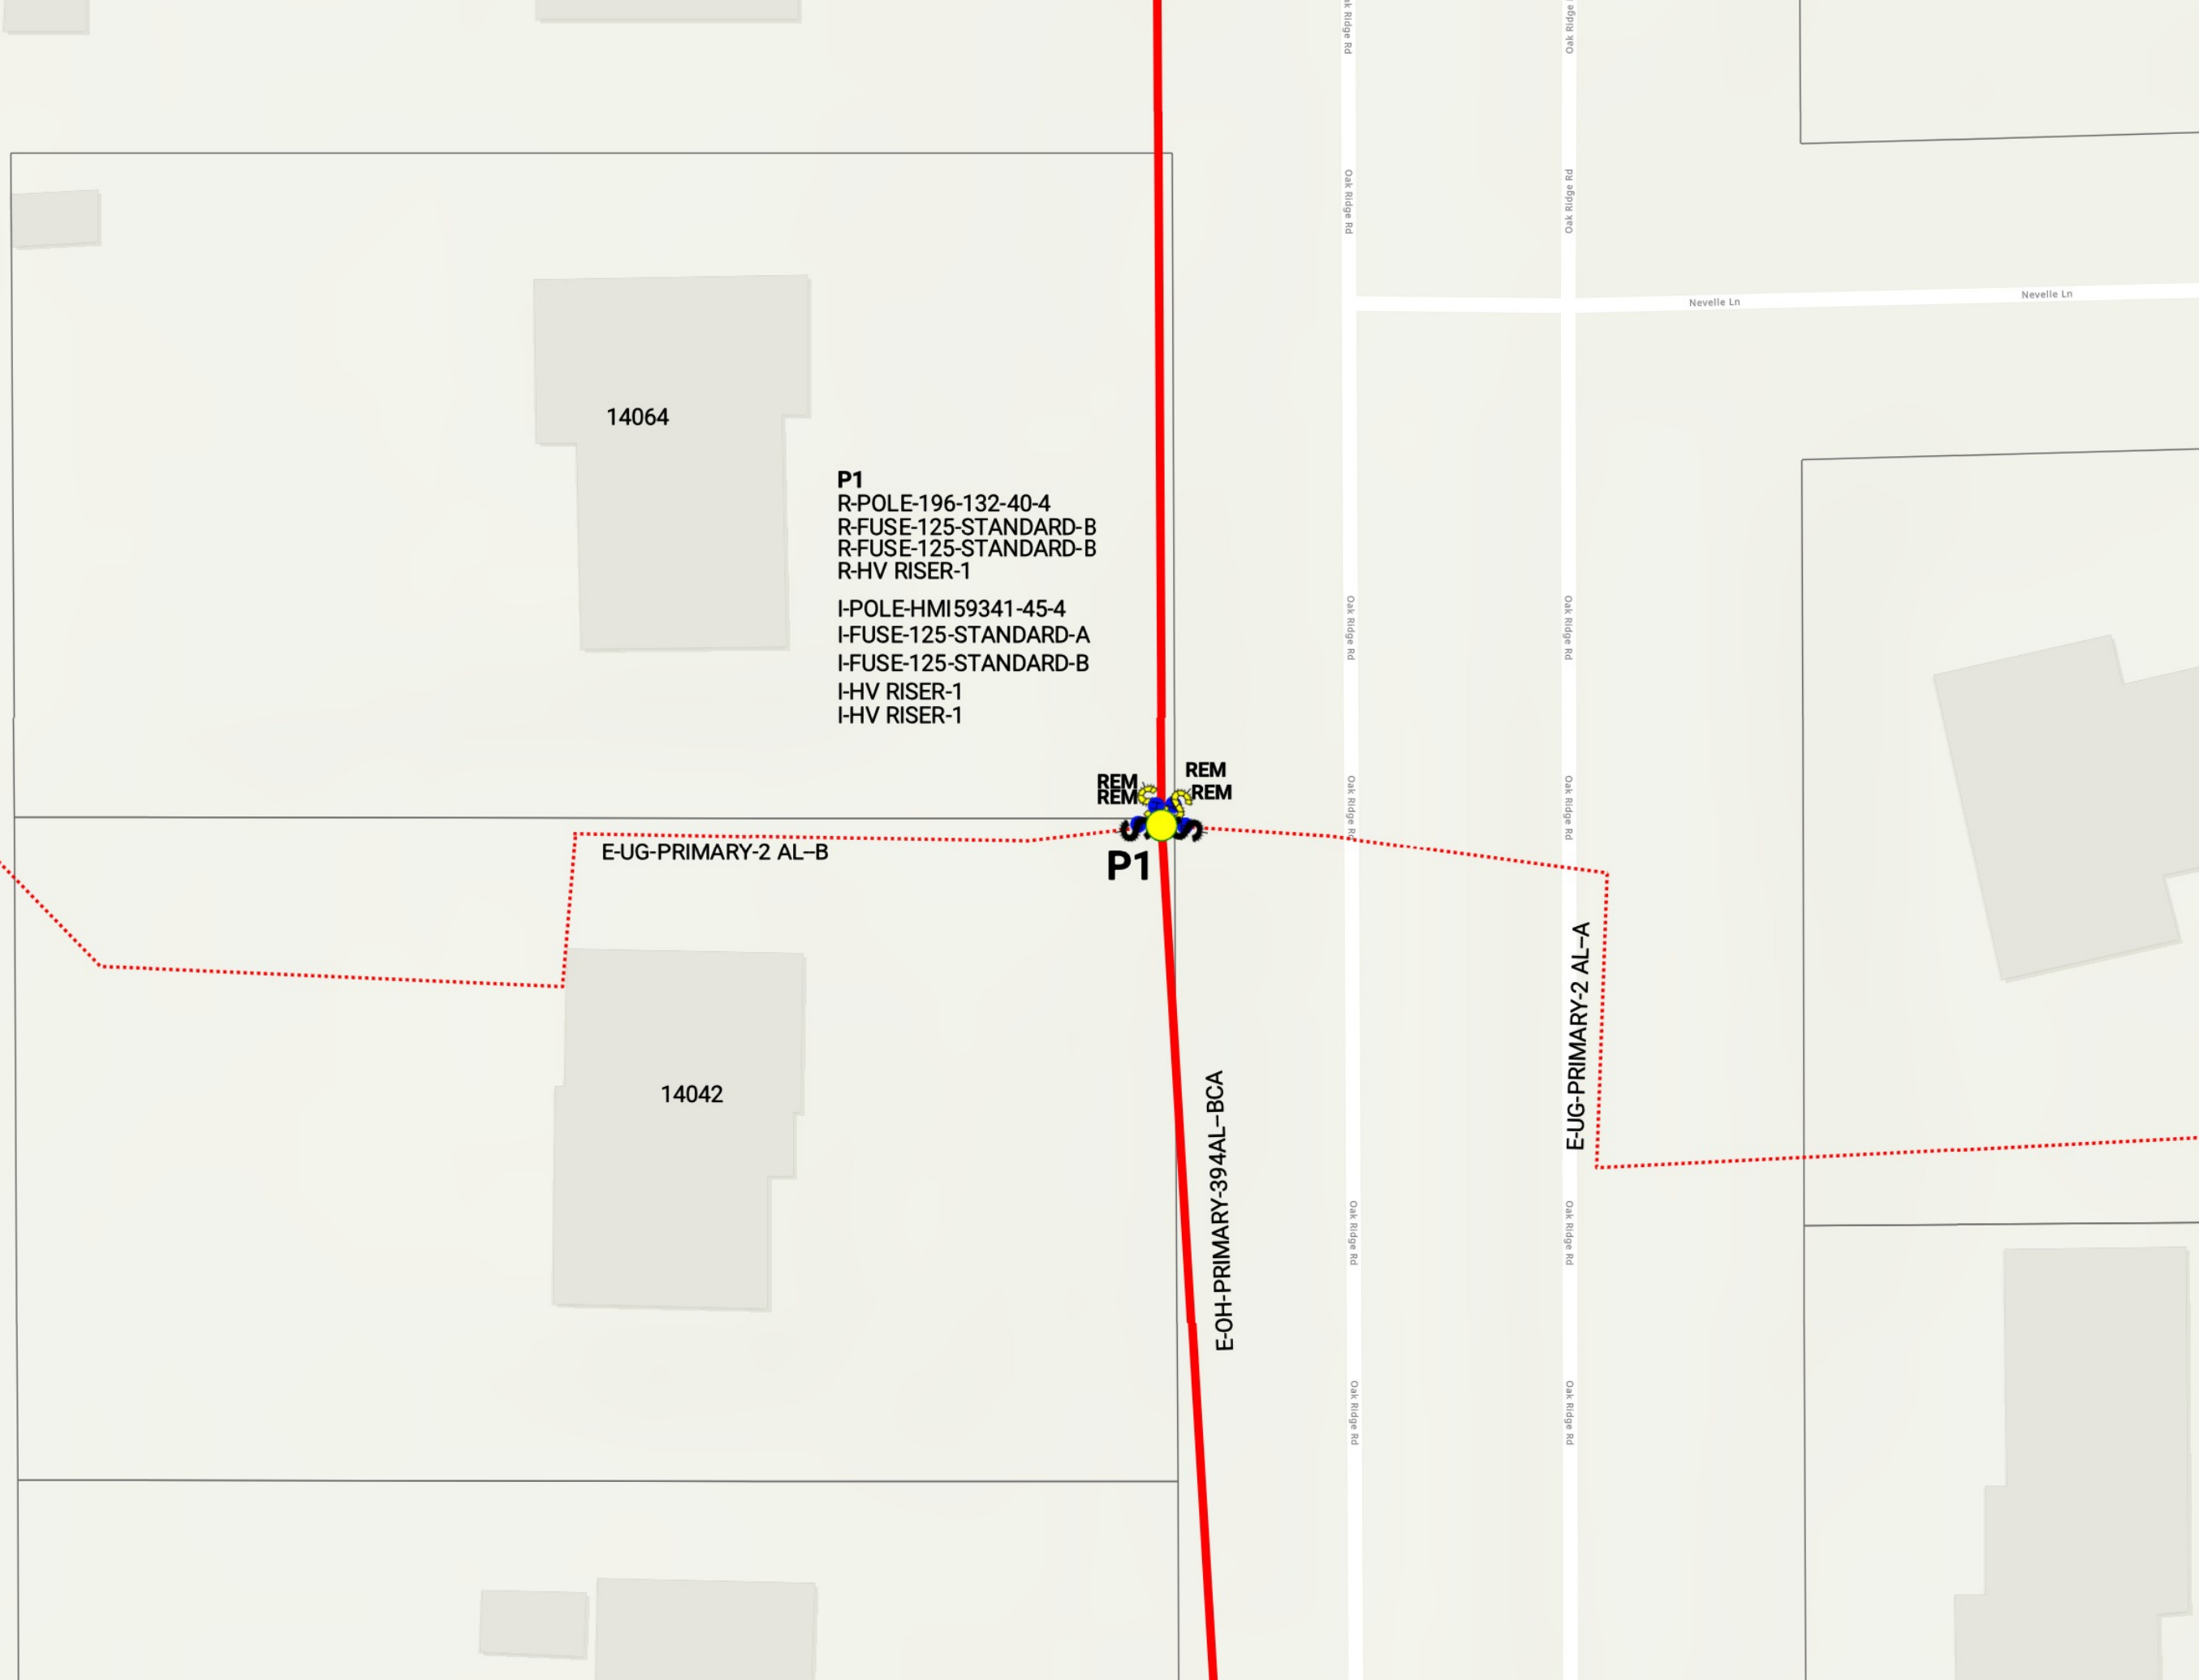 Oak Ridge Rd
Oak Ridge Rd
Oak Ridge Rd
Nevelle Ln
Nevelle Ln
14064
P1
R-POLE-196-132-40-4
R-FUSE-125-STANDARD-B
R-FUSE-125-STANDARD-B
R-HV RISER-1
I-POLE-HMI59341-45-4
I-FUSE-125-STANDARD-A
I-FUSE-125-STANDARD-B
I-HV RISER-1
I-HV RISER-1
Oak Ridge Rd
Oak Ridge Rd
REM
REM
REM
REM
Oak Ridge Rd
Oak Ridge Rd
E-UG-PRIMARY-2 AL--B
P1
E-UG-PRIMARY-2 AL--A
14042
E-OH-PRIMARY-394AL--BCA
Oak Ridge Rd
Oak Ridge Rd
Oak Ridge Rd
Oak Ridge Rd